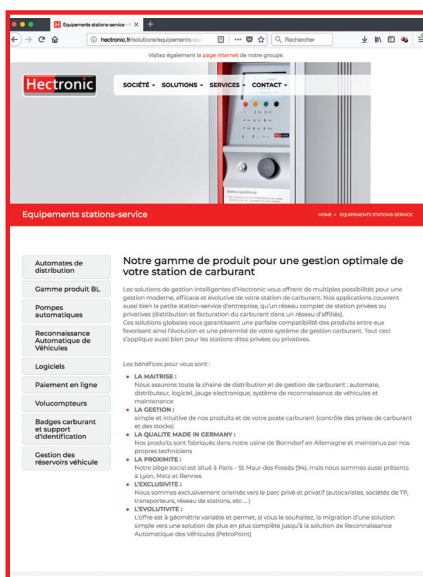 Equipements stations-service
hectronic.fr/solutions/equipements-sta
Rechercher
Visitez également la page internet de notre groupe.
Hectronic
SOCIÉTÉ SOLUTIONS SERVICES CONTACT
Equipements stations-service
HOME EQUIPEMENTS STATIONS-SERVICE
Automates de
distribution
Gamme produit BL
Pompes
automatiques
Reconnaissance
Automatique de
Véhicules
Logiciels
Paiement en ligne
Volucompteurs
Badges carburant
et support
d'identification
Gestion des
réservoirs véhicule
Notre gamme de produit pour une gestion optimale de
votre station de carburant
Les solutions de gestion intelligentes d'Hectronic vous offrent de multiples possibilités pour une
gestion moderne, efficace et évolutive de votre station de carburant. Nos applications couvrent
aussi bien la petite station-service d'entreprise, qu'un réseau complet de station privées ou
privatives (distribution et facturation du carburant dans un réseau d'affiliés).
Ces solutions globales vous garantissent une parfaite compatibilité des produits entre eux
favorisant ainsi l'évolution et une pérennité de votre système de gestion carburant. Tout ceci
s'applique aussi bien pour les stations dites privées ou privatives.
Les bénéfices pour vous sont :
• LA MAITRISE :
Nous assurons toute la chaine de distribution et de gestion de carburant : automate,
distributeur, logiciel, jauge electronique, système de reconnaissance de véhicules et
maintenance
• LA GESTION :
simple et intuitive de nos produits et de votre poste carburant (contrôle des prises de carburant
et des stocks)
• LA QUALITE MADE IN GERMANY :
Nos produits sont fabriqués dans notre usine de Bonndorf en Allemagne et maintenus par nos
propres techniciens
• LA PROXIMITE :
Notre siège social est situé à Paris – St Maur des Fossés (94), mais nous sommes aussi présents
à Lyon, Metz et Rennes
• L'EXCLUSIVITE :
Nous sommes exclusivement orientés vers le parc privé et privatif (autocaristes, sociétés de TP,
transporteurs, réseau de stations, etc ... )
• L'EVOLUTIVITE :
L'offre est à géométrie variable et permet, si vous le souhaitez, la migration d'une solution
simple vers une solution de plus en plus complète jusqu'à la solution de Reconnaissance
Automatique des Véhicules (PetroPoint)